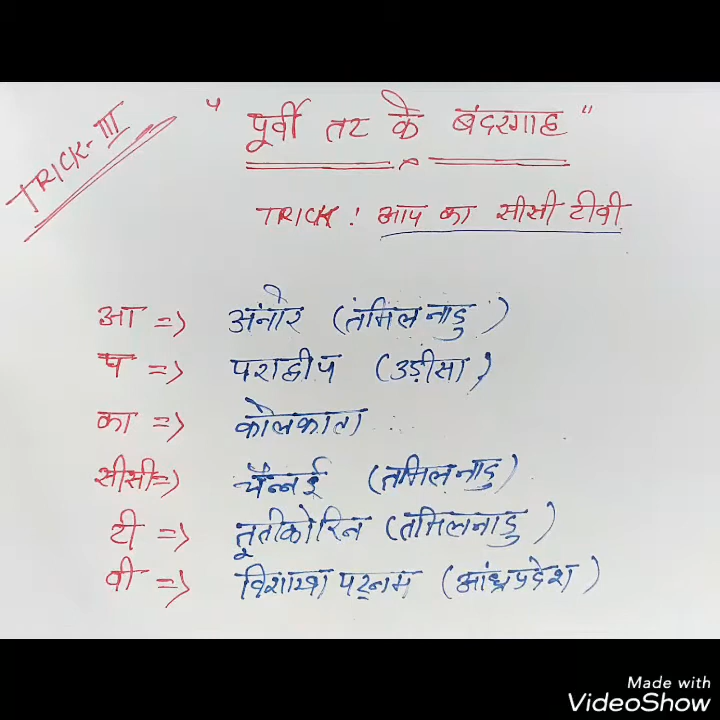 TRICK-III
" पूर्वी तट के बंदरगाह "
TRICK! आप का सीसी टीवी
आ => अंनोर (तमिलनाडु)
प => पराद्वीप (उड़ीसा)
का => कोलकाता
सीसी => चैन्नई (तमिलनाडु)
टी => तूतीकोरिन (तमिलनाडु)
वी => विशाखापट्नम (आंध्रप्रदेश)
Made with
VideoShow